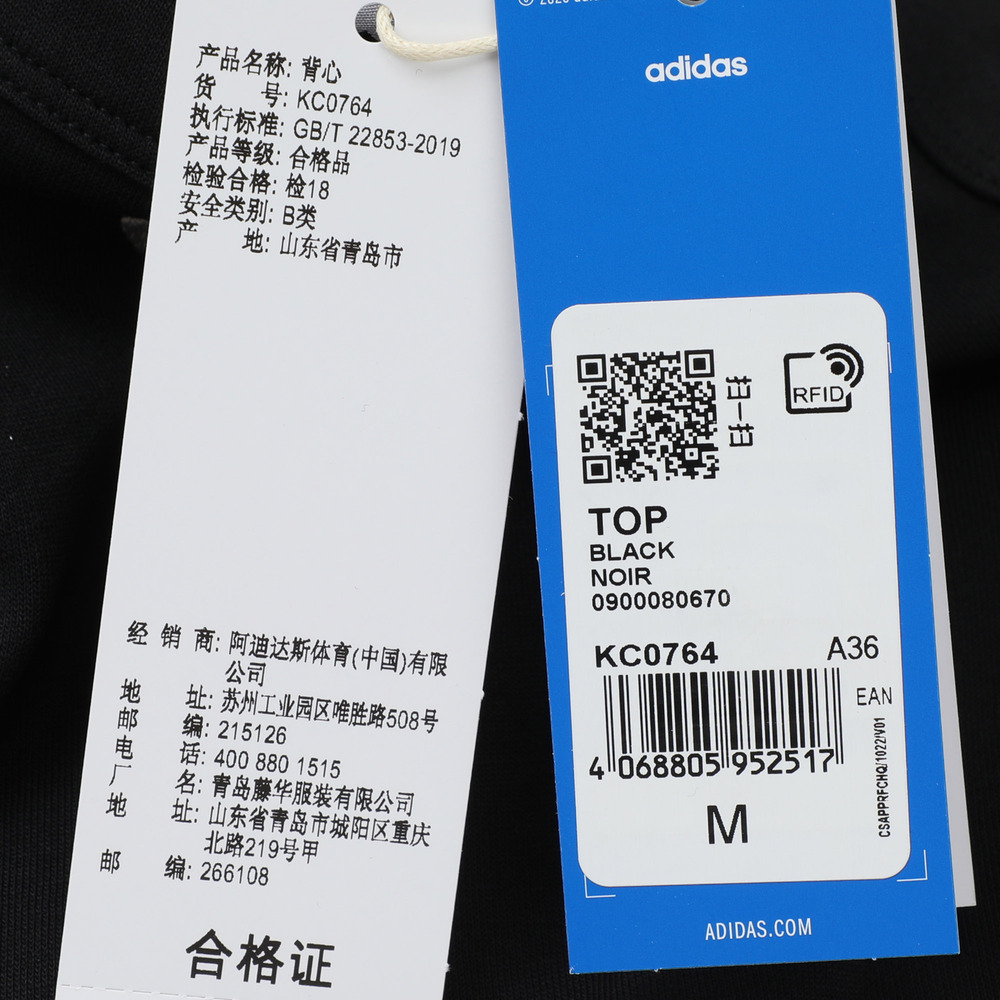 产品名称: 背心
货 号: KC0764
执行标准: GB/T 22853-2019
产品等级: 合格品
检验合格: 检18
安全类别: B类
产 地: 山东省青岛市
经 销 商: 阿迪达斯体育(中国)有限
公司
地 址: 苏州工业园区唯胜路508号
邮 编: 215126
电 话: 400 880 1515
厂 名: 青岛藤华服装有限公司
地 址: 山东省青岛市城阳区重庆
北路219号甲
邮 编: 266108
合格证
adidas
扫一扫
RFID
TOP
BLACK
NOIR
0900080670
KC0764 A36
EAN
4 068805 952517
M
CSAPPRFCHQ/1022/V01
ADIDAS.COM